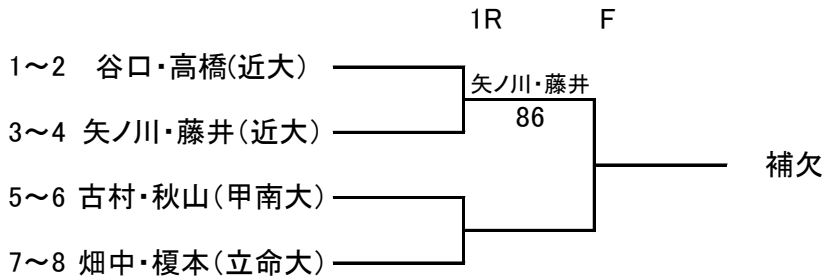 1R F
1～2 谷口・高橋(近大)
矢ノ川・藤井
86
3～4 矢ノ川・藤井(近大)
補欠
5～6 古村・秋山(甲南大)
7～8 畑中・榎本(立命大)